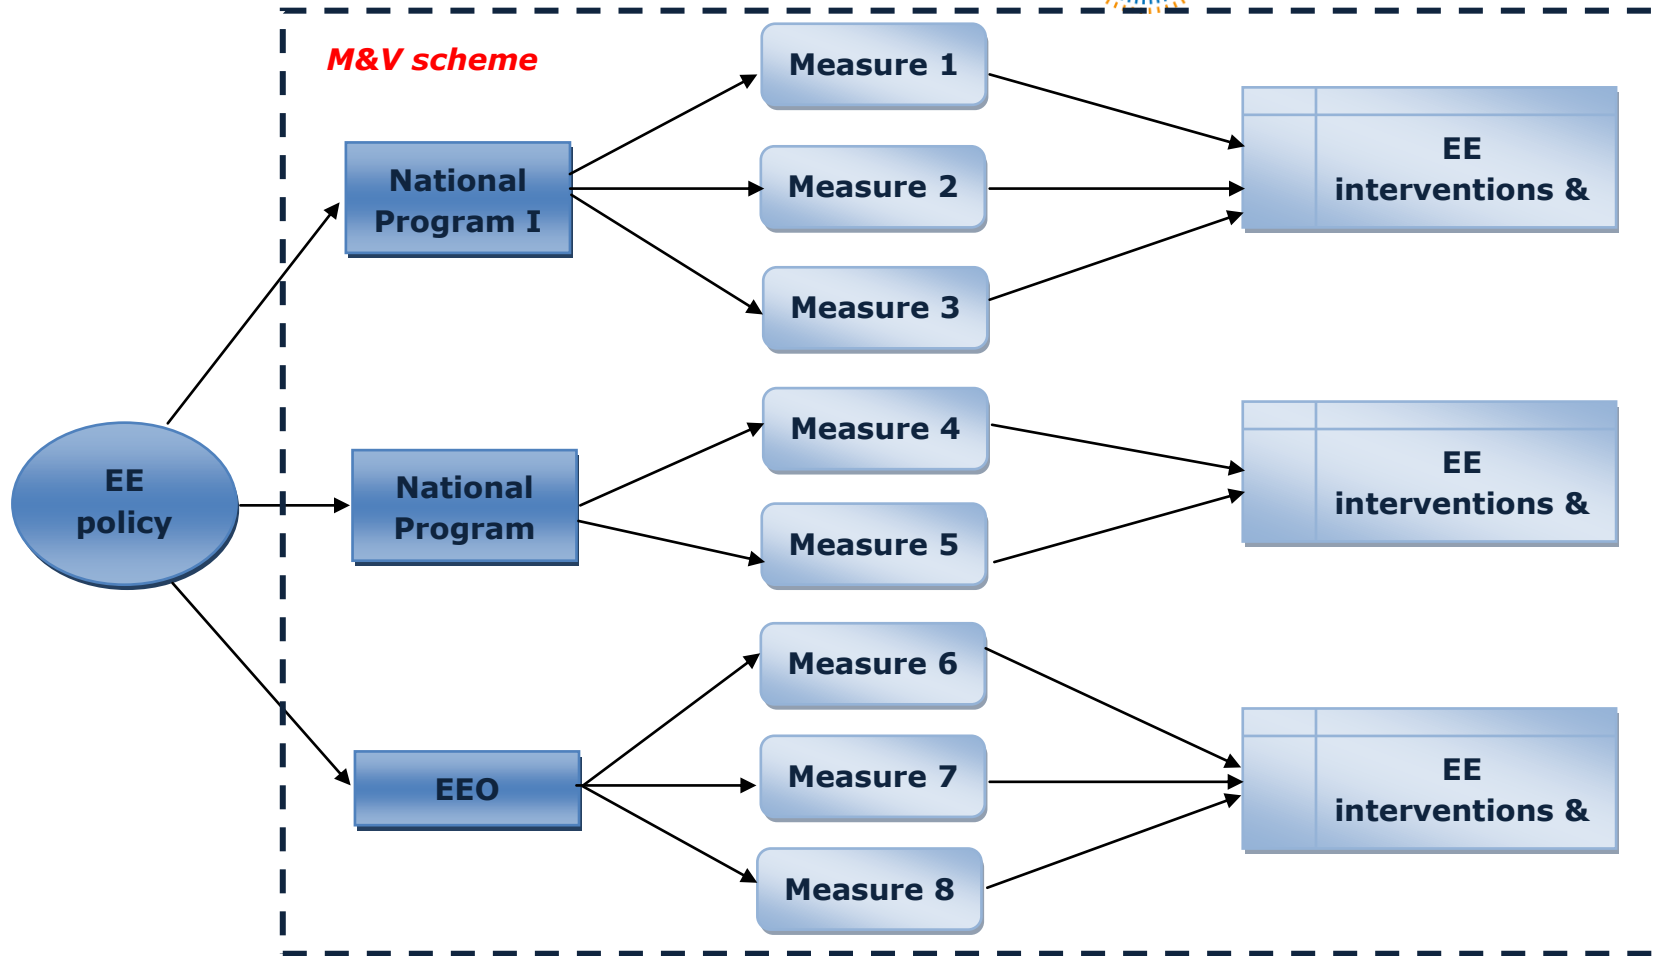 M&V scheme
EE
policy
National
Program I
Measure 1
Measure 2
Measure 3
EE
interventions &
National
Program
Measure 4
Measure 5
EE
interventions &
EEO
Measure 6
Measure 7
Measure 8
EE
interventions &